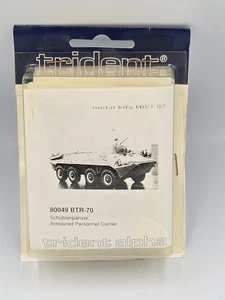 trident®
metal kits H0/1:87
80049 BTR-70
Schützenpanzer
Armoured Personnel Carrier
trident alpha